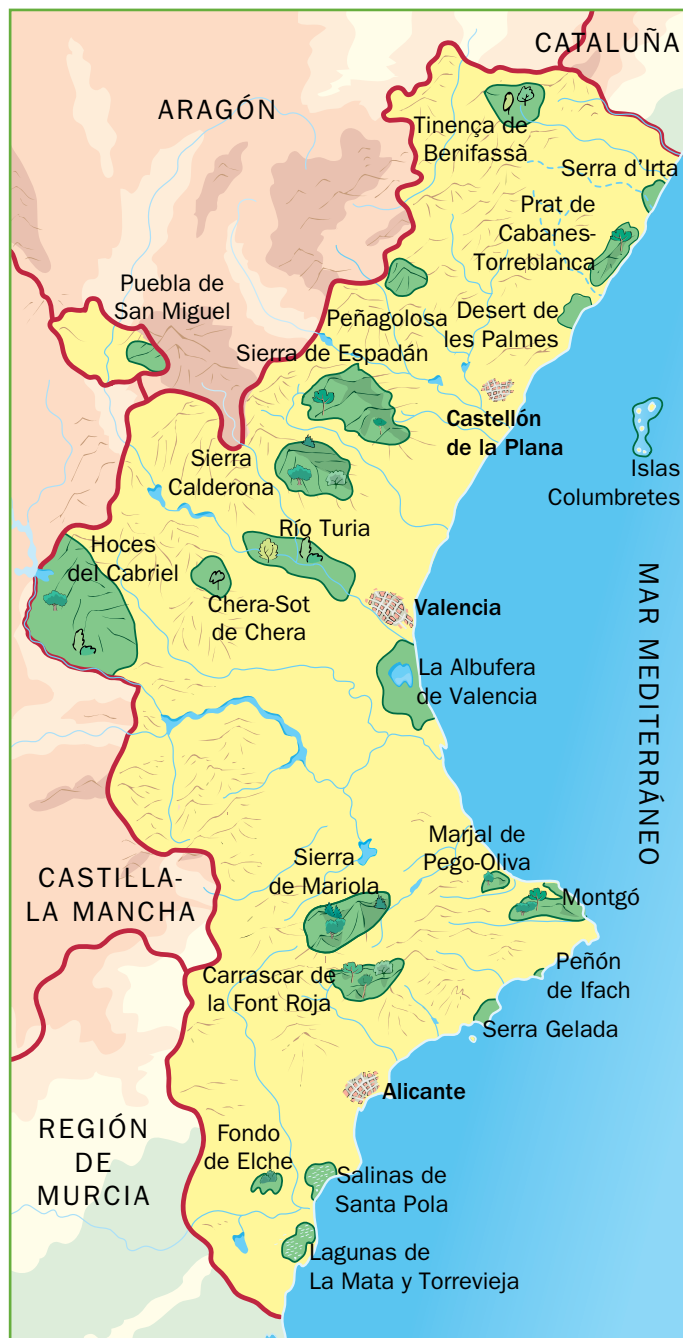 CATALUÑA
ARAGÓN
Tinença de
Benifassà
Serra d’Irta
Prat de
Cabanes-
Torreblanca
Puebla de
San Miguel
Peñagolosa
Desert de
les Palmes
Sierra de Espadán
Castellón
de la Plana
Islas
Columbretes
Sierra
Calderona
Río Turia
Hoces
del Cabriel
Chera-Sot
de Chera
Valencia
La Albufera
de Valencia
MAR MEDITERRÁNEO
Marjal de
Pego-Oliva
Sierra
de Mariola
Montgó
CASTILLA-
LA MANCHA
Carrascar de
la Font Roja
Peñón
de Ifach
Serra Gelada
Alicante
REGIÓN
DE
MURCIA
Fondo
de Elche
Salinas de
Santa Pola
Lagunas de
La Mata y Torrevieja